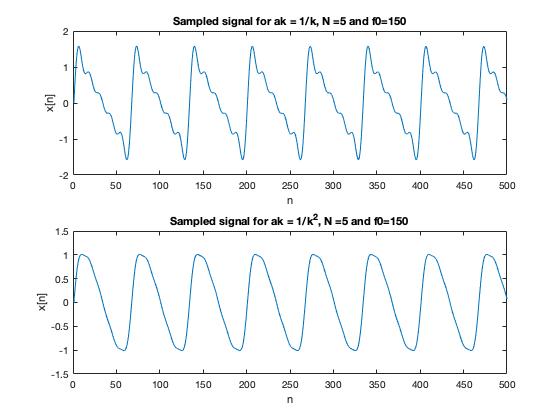 Sampled signal for ak = 1/k, N =5 and f0=150
2
1
0
-1
-2
x[n]
0 50 100 150 200 250 300 350 400 450 500
n
Sampled signal for ak = 1/k², N =5 and f0=150
1.5
1
0.5
0
-0.5
-1
-1.5
x[n]
0 50 100 150 200 250 300 350 400 450 500
n